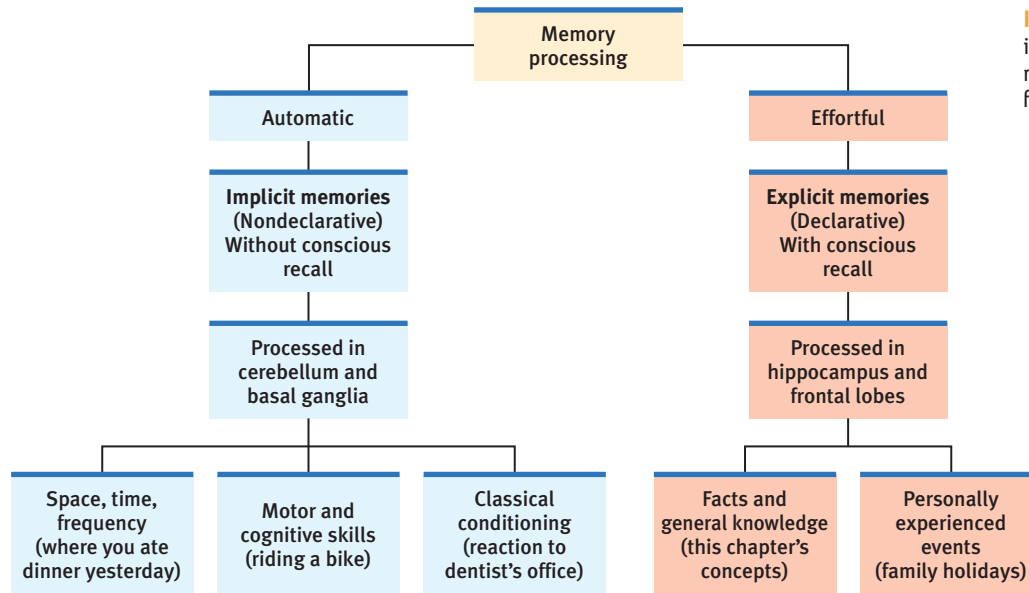 Memory
processing
Automatic
Effortful
Implicit memories
(Nondeclarative)
Without conscious
recall
Explicit memories
(Declarative)
With conscious
recall
Processed in
cerebellum and
basal ganglia
Processed in
hippocampus and
frontal lobes
Space, time,
frequency
(where you ate
dinner yesterday)
Motor and
cognitive skills
(riding a bike)
Classical
conditioning
(reaction to
dentist’s office)
Facts and
general knowledge
(this chapter’s
concepts)
Personally
experienced
events
(family holidays)